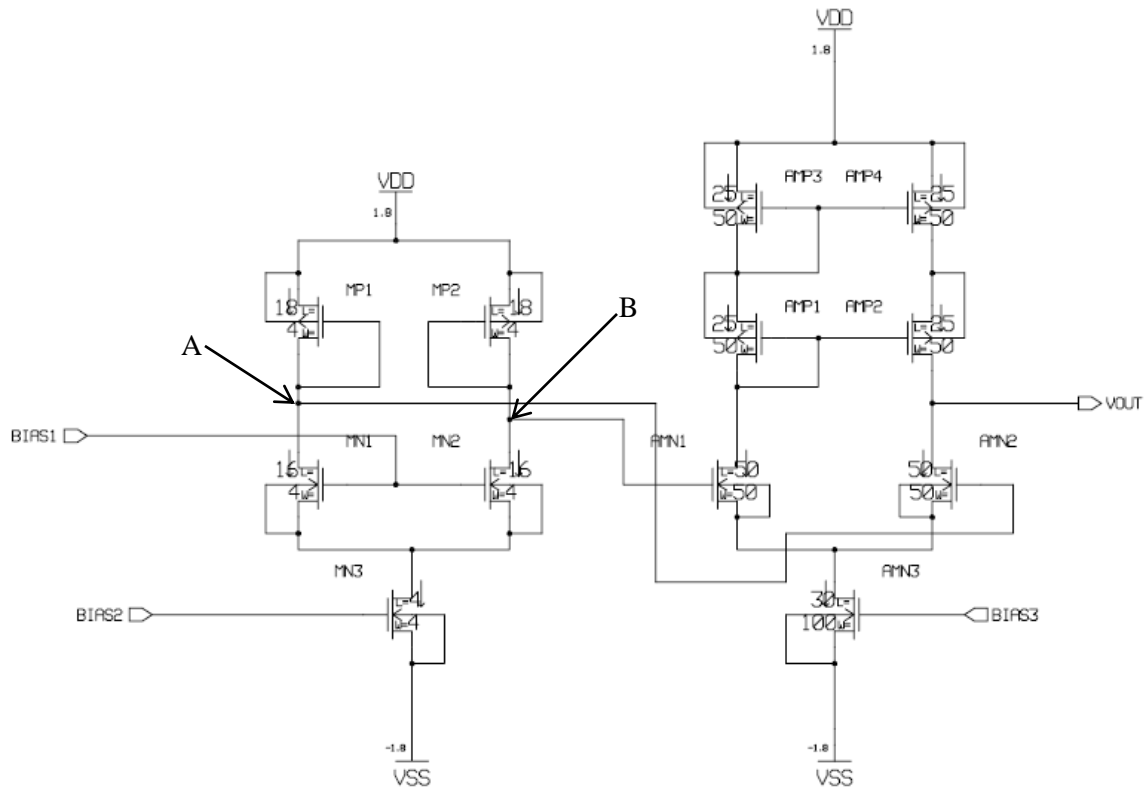 VDD
1.8
AMP3 AMP4
25 L= W= 50
25 L= W= 50
VDD
1.8
MP1 MP2
18 L= 4 W=
18 L= 4 W=
AMP1 AMP2
25 L= 50 W=
25 L= 50 W=
A
B
VOUT
BIAS1
MN1 MN2
16 L= 4 W=
16 L= W=4
AMN1 AMN2
50 L= W=50
50 L= 50 W=
MN3
AMN3
BIAS2
L=4 W=4
30 L= 100 W=
BIAS3
-1.8
VSS
-1.8
VSS